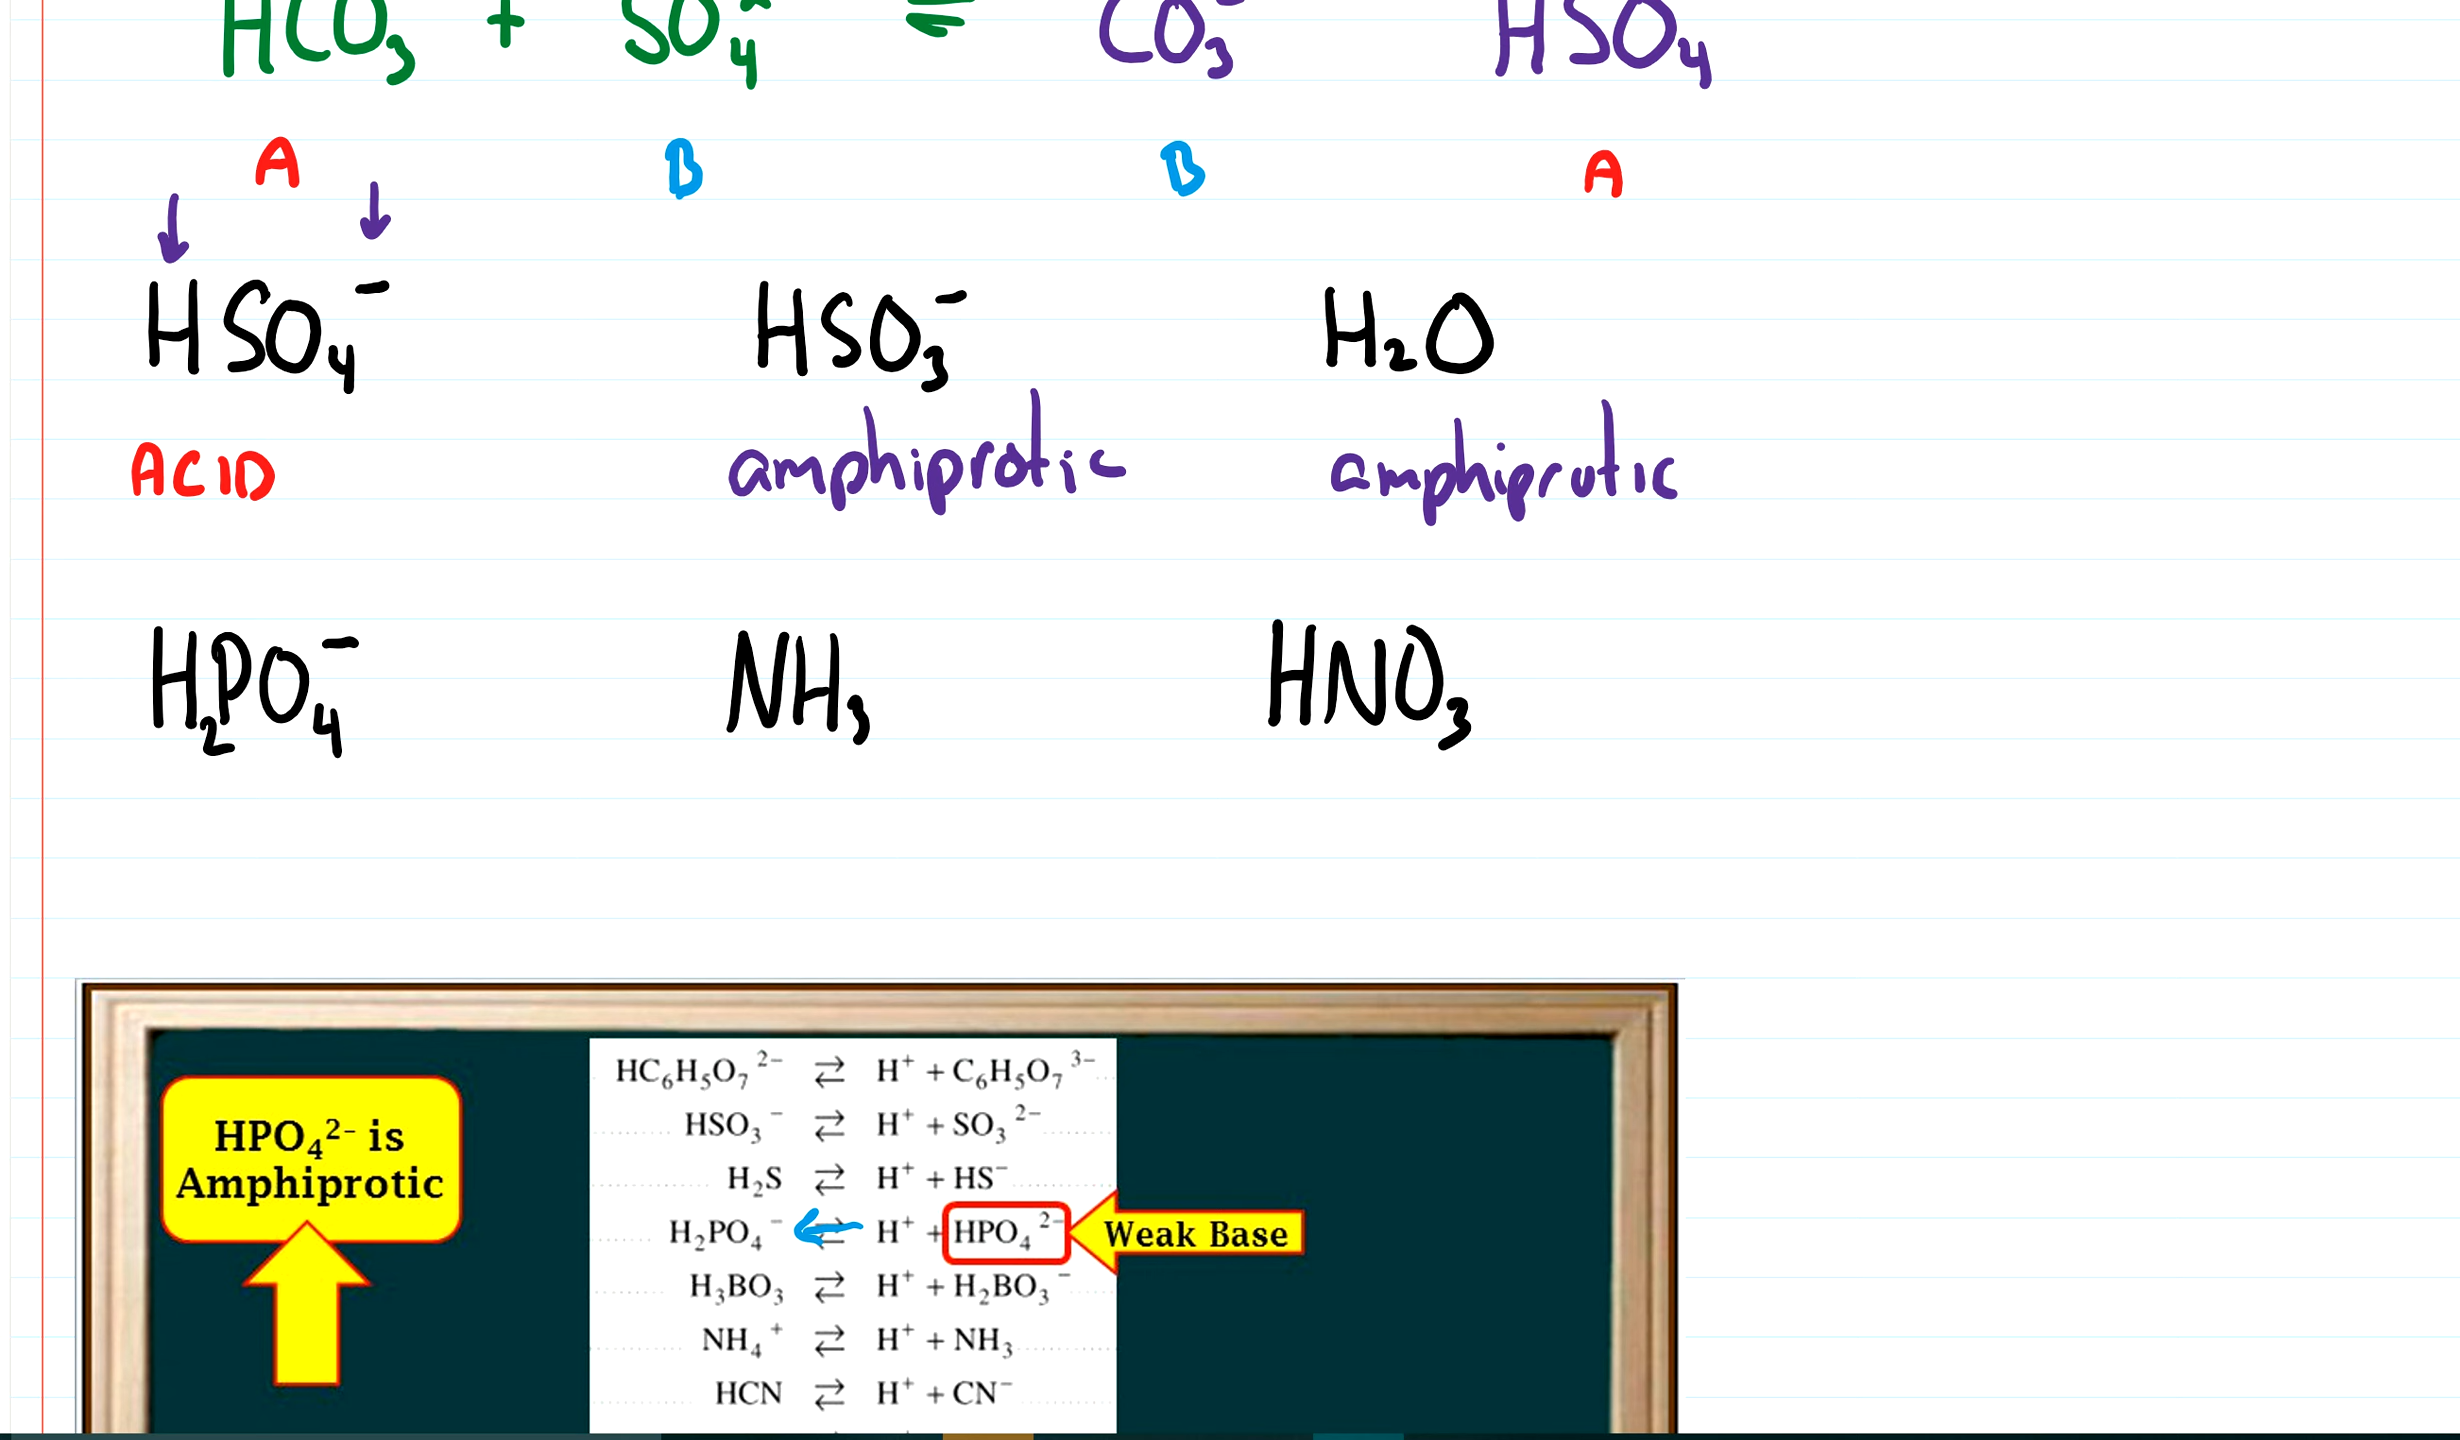 HCO₃ + SO₄ ⇌ CO₃ HSO₄
A B B A
HSO₄⁻ HSO₃⁻ H₂O
ACID amphiprotic amphiprotic
H₂PO₄⁻ NH₃ HNO₃
HPO₄²⁻ is
Amphiprotic
HC₆H₅O₇²⁻ ⇄ H⁺ + C₆H₅O₇³⁻
HSO₃⁻ ⇄ H⁺ + SO₃²⁻
H₂S ⇄ H⁺ + HS⁻
H₂PO₄⁻ ⇄ H⁺ + HPO₄²⁻
Weak Base
H₃BO₃ ⇄ H⁺ + H₂BO₃⁻
NH₄⁺ ⇄ H⁺ + NH₃
HCN ⇄ H⁺ + CN⁻